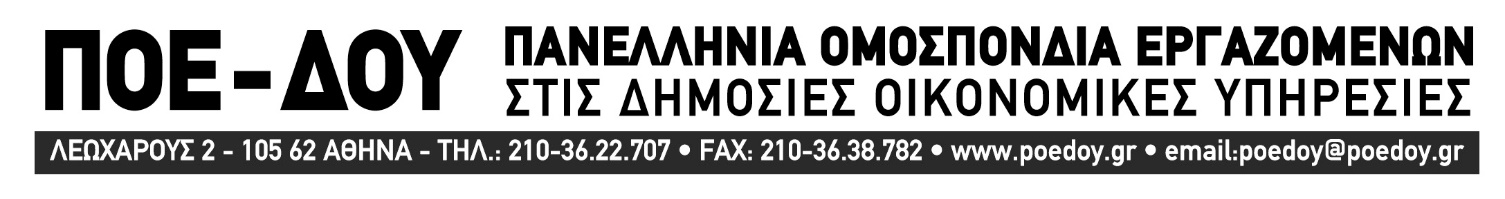 ΠΟΕ-ΔΟΥ
ΠΑΝΕΛΛΗΝΙΑ ΟΜΟΣΠΟΝΔΙΑ ΕΡΓΑΖΟΜΕΝΩΝ
ΣΤΙΣ ΔΗΜΟΣΙΕΣ ΟΙΚΟΝΟΜΙΚΕΣ ΥΠΗΡΕΣΙΕΣ
ΛΕΩΧΑΡΟΥΣ 2 - 105 62 ΑΘΗΝΑ - ΤΗΛ.: 210-36.22.707 • FAX: 210-36.38.782 • www.poedoy.gr • email:poedoy@poedoy.gr